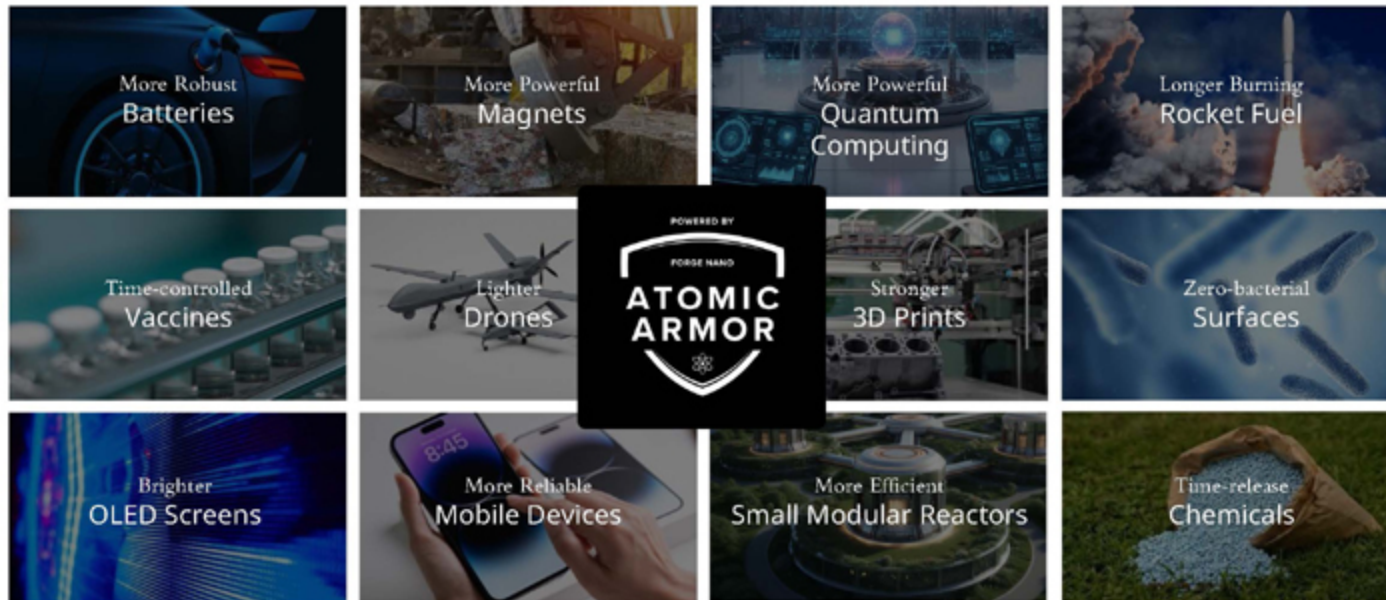 More Robust
Batteries
More Powerful
Magnets
More Powerful
Quantum
Computing
Longer Burning
Rocket Fuel
Time-controlled
Vaccines
Lighter
Drones
POWERED BY
FORGE NANO
ATOMIC
ARMOR
Stronger
3D Prints
Zero-bacterial
Surfaces
Brighter
OLED Screens
8:45
More Reliable
Mobile Devices
More Efficient
Small Modular Reactors
Time-release
Chemicals